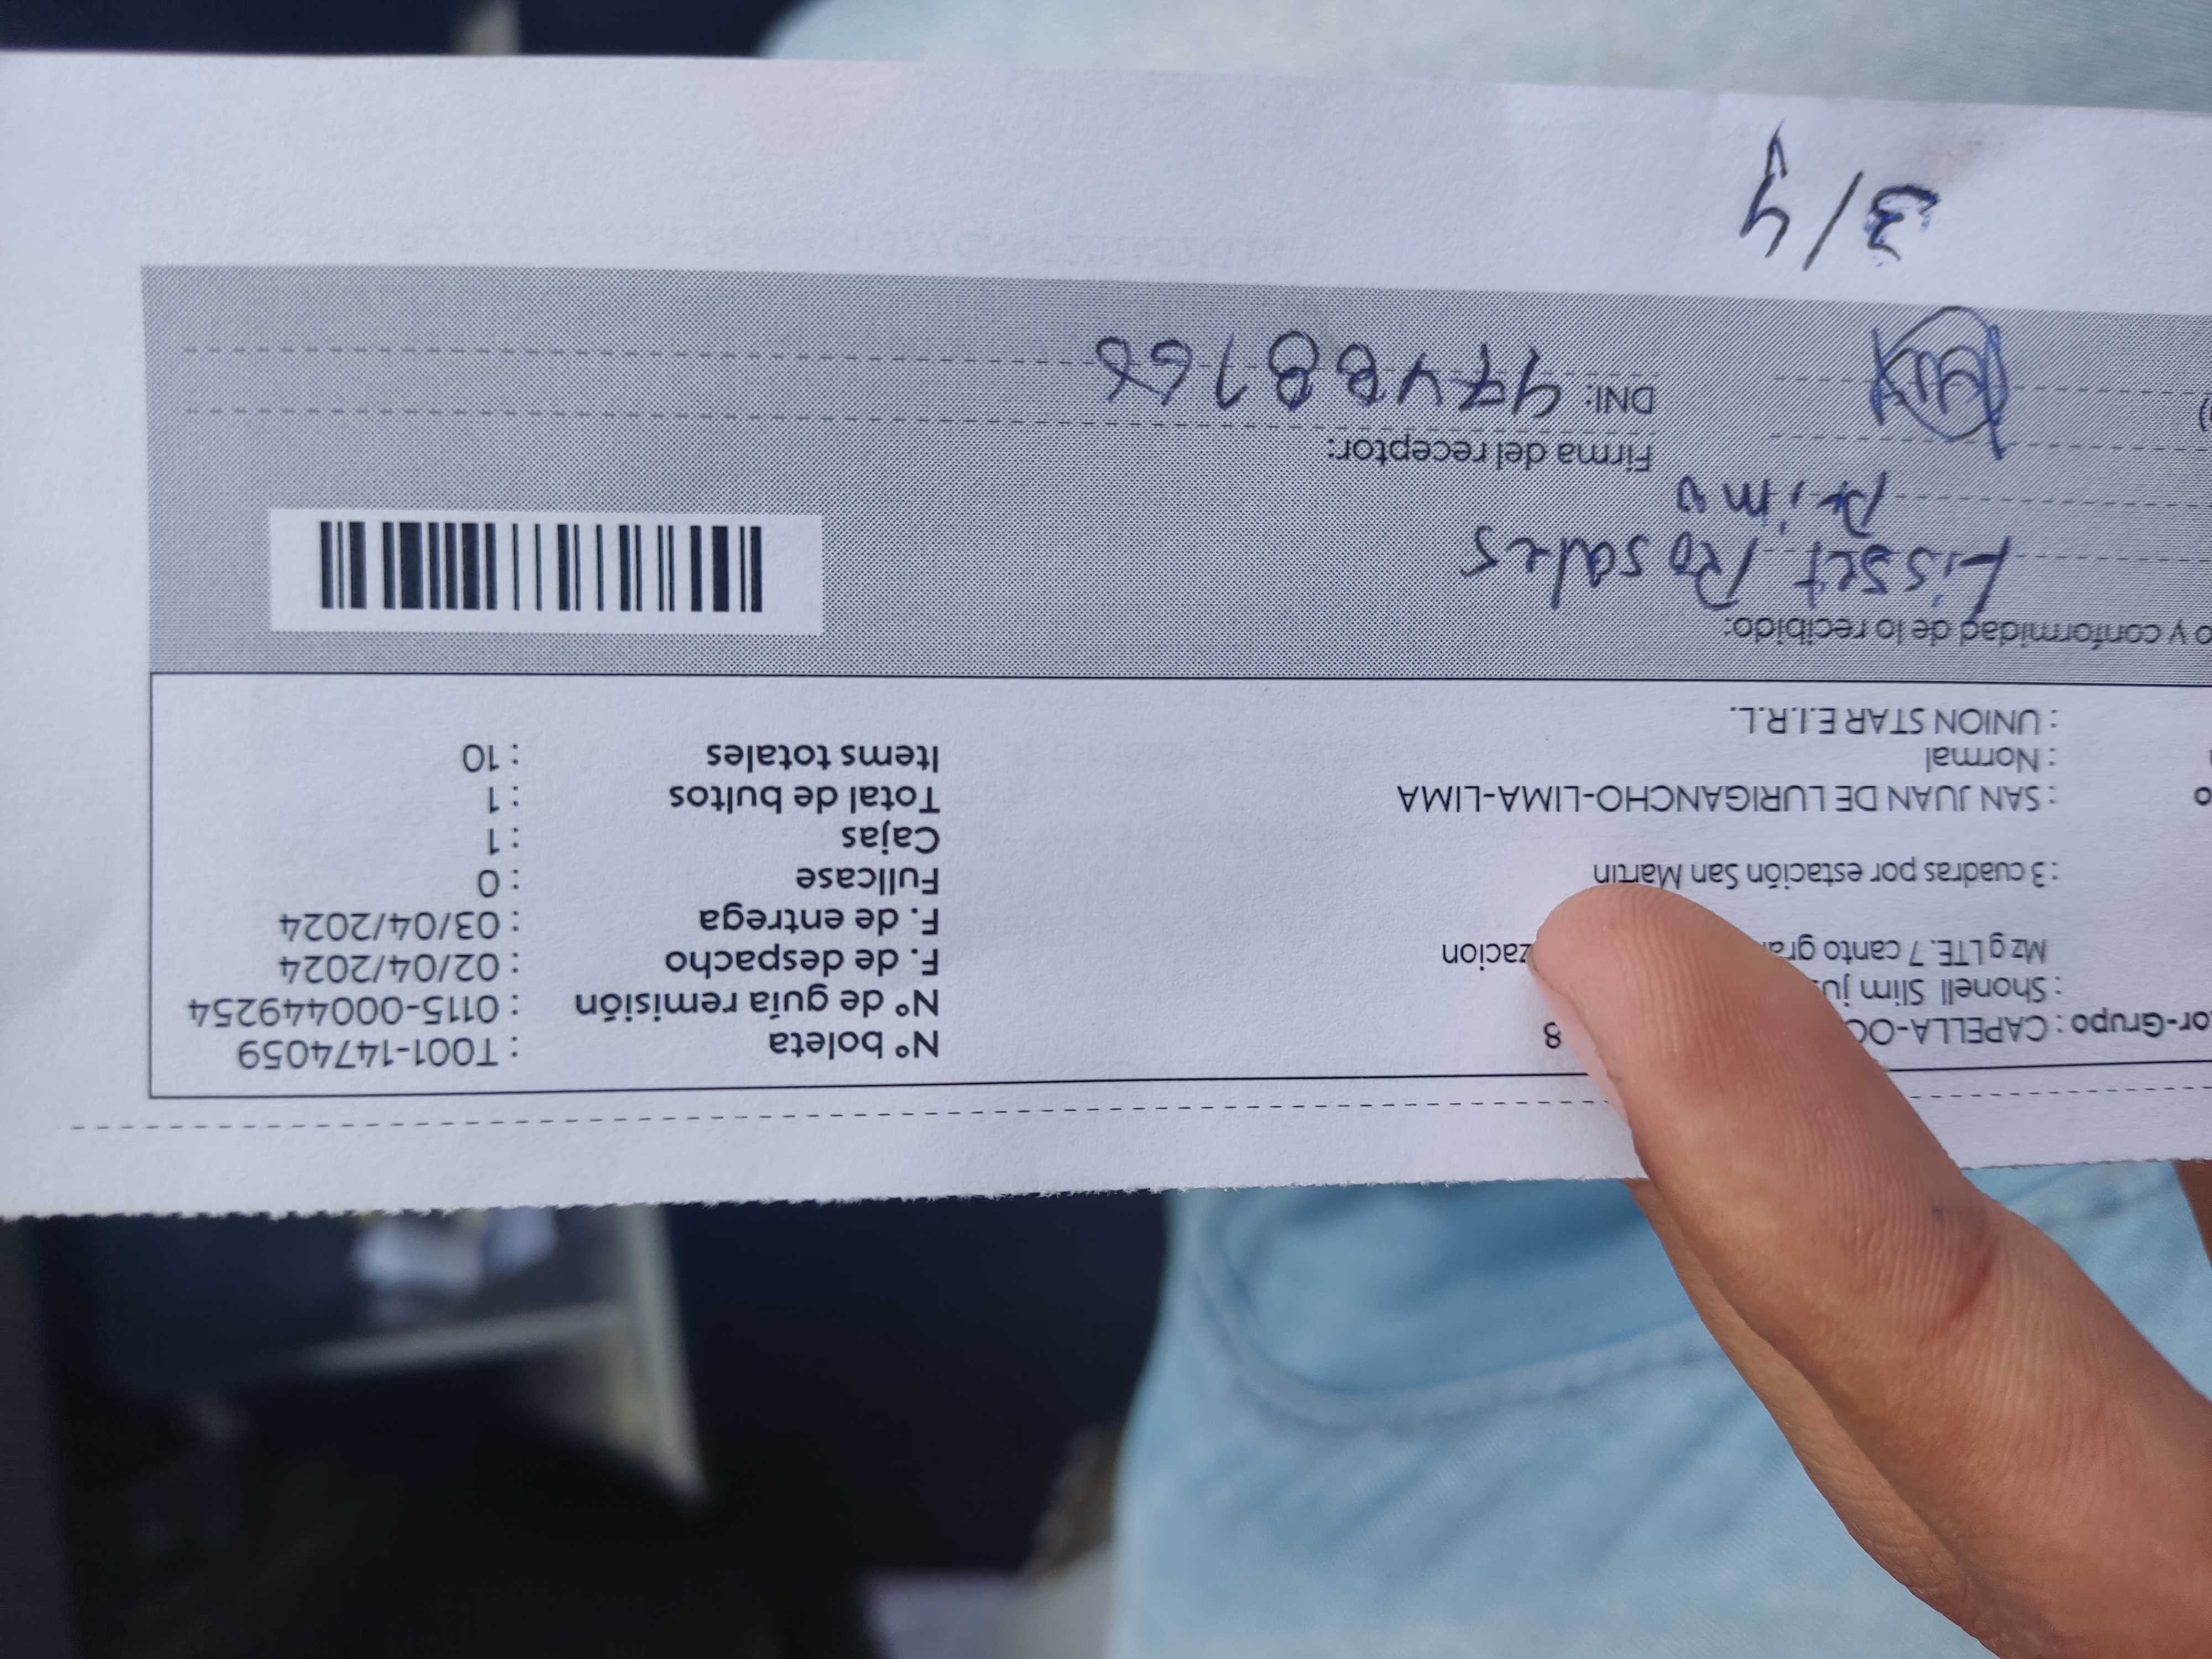 or-Grupo : CAPELLA-OC 8
: Shonell Slim ju
Mz g LTE. 7 canto gra zacion
: 3 cuadras por estación San Martin
o : SAN JUAN DE LURIGANCHO-LIMA-LIMA
: Normal
: UNION STAR E.I.R.L.
N° boleta : T001-1474059
N° de guía remisión : 0115-000449254
F. de despacho : 02/04/2024
F. de entrega : 03/04/2024
Fullcase : 0
Cajas : 1
Total de bultos : 1
Items totales : 10
o y conformidad de lo recibido:
Lisset Rosales
prima
Firma del receptor:
DNI:
3/4